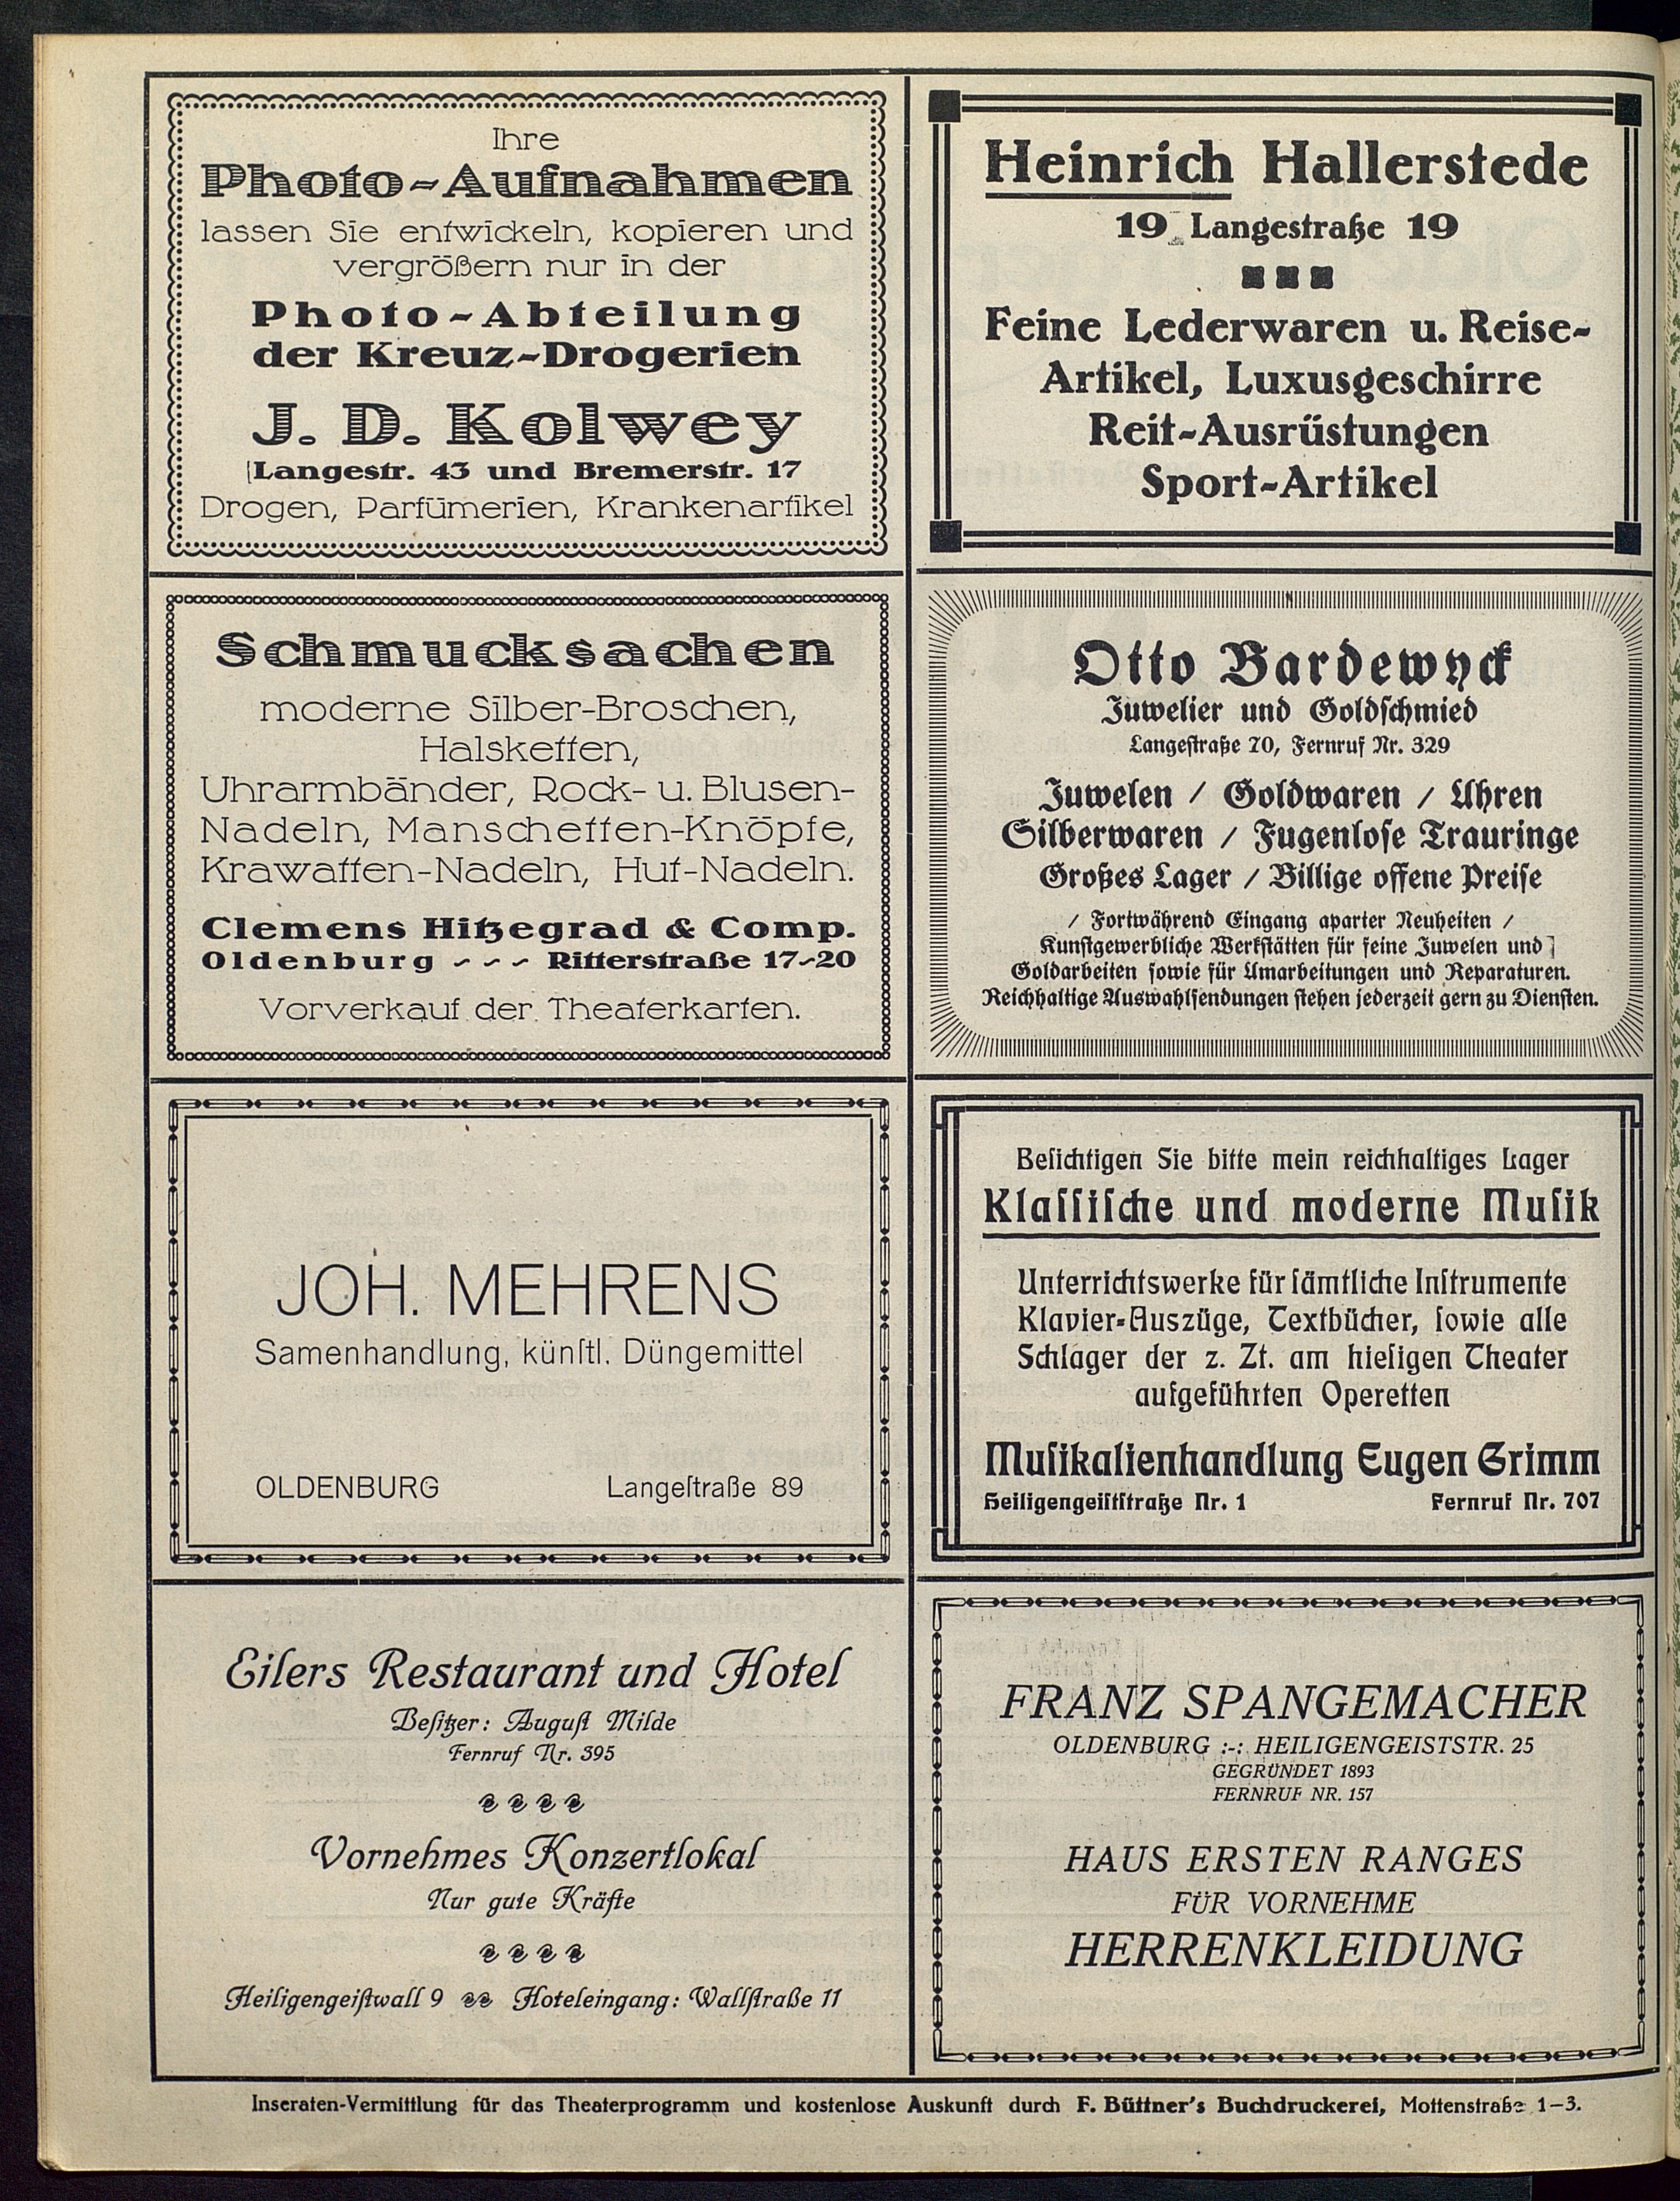 Ihre
Photo-Aufnahmen
lassen Sie entwickeln, kopieren und
vergrößern nur in der
Photo-Abteilung
der Kreuz-Drogerien
J. D. Kolwey
Langestr. 43 und Bremerstr. 17
Drogen, Parfümerien, Krankenartikel
Heinrich Hallerstede
19 Langestraße 19
Feine Lederwaren u. Reise-
Artikel, Luxusgeschirre
Reit-Ausrüstungen
Sport-Artikel
Schmucksachen
moderne Silber-Broschen,
Halsketten,
Uhrarmbänder, Rock- u. Blusen-
Nadeln, Manschetten-Knöpfe,
Krawatten-Nadeln, Hut-Nadeln.
Clemens Hitzegrad & Comp.
Oldenburg - - - Ritterstraße 17-20
Vorverkauf der Theaterkarten.
Otto Bardewyck
Juwelier und Goldschmied
Langestraße 70, Fernruf Nr. 329
Juwelen / Goldwaren / Uhren
Silberwaren / Fugenlose Trauringe
Großes Lager / Billige offene Preise
/ Fortwährend Eingang aparter Neuheiten /
Kunstgewerbliche Werkstätten für feine Juwelen und
Goldarbeiten sowie für Umarbeitungen und Reparaturen.
Reichhaltige Auswahlsendungen stehen jederzeit gern zu Diensten.
JOH. MEHRENS
Samenhandlung, künſtl. Düngemittel
OLDENBURG Langeſtraße 89
Beſichtigen Sie bitte mein reichhaltiges Lager
Klaſſiſche und moderne Muſik
Unterrichtswerke für ſämtliche Inſtrumente
Klavier-Auszüge, Textbücher, ſowie alle
Schlager der z. Zt. am hieſigen Theater
aufgeführten Operetten
Muſikalienhandlung Eugen Grimm
Heiligengeiſtſtraße Nr. 1 Fernruf Nr. 707
Eilers Restaurant und Hotel
Beſitzer: Auguſt Milde
Fernruf Nr. 395
Vornehmes Konzertlokal
Nur gute Kräfte
Heiligengeiſtwall 9 Hoteleingang: Wallſtraße 11
FRANZ SPANGEMACHER
OLDENBURG :-: HEILIGENGEISTSTR. 25
GEGRÜNDET 1893
FERNRUF NR. 157
HAUS ERSTEN RANGES
FÜR VORNEHME
HERRENKLEIDUNG
Inseraten-Vermittlung für das Theaterprogramm und kostenlose Auskunft durch F. Büttner's Buchdruckerei, Mottenstraße 1-3.